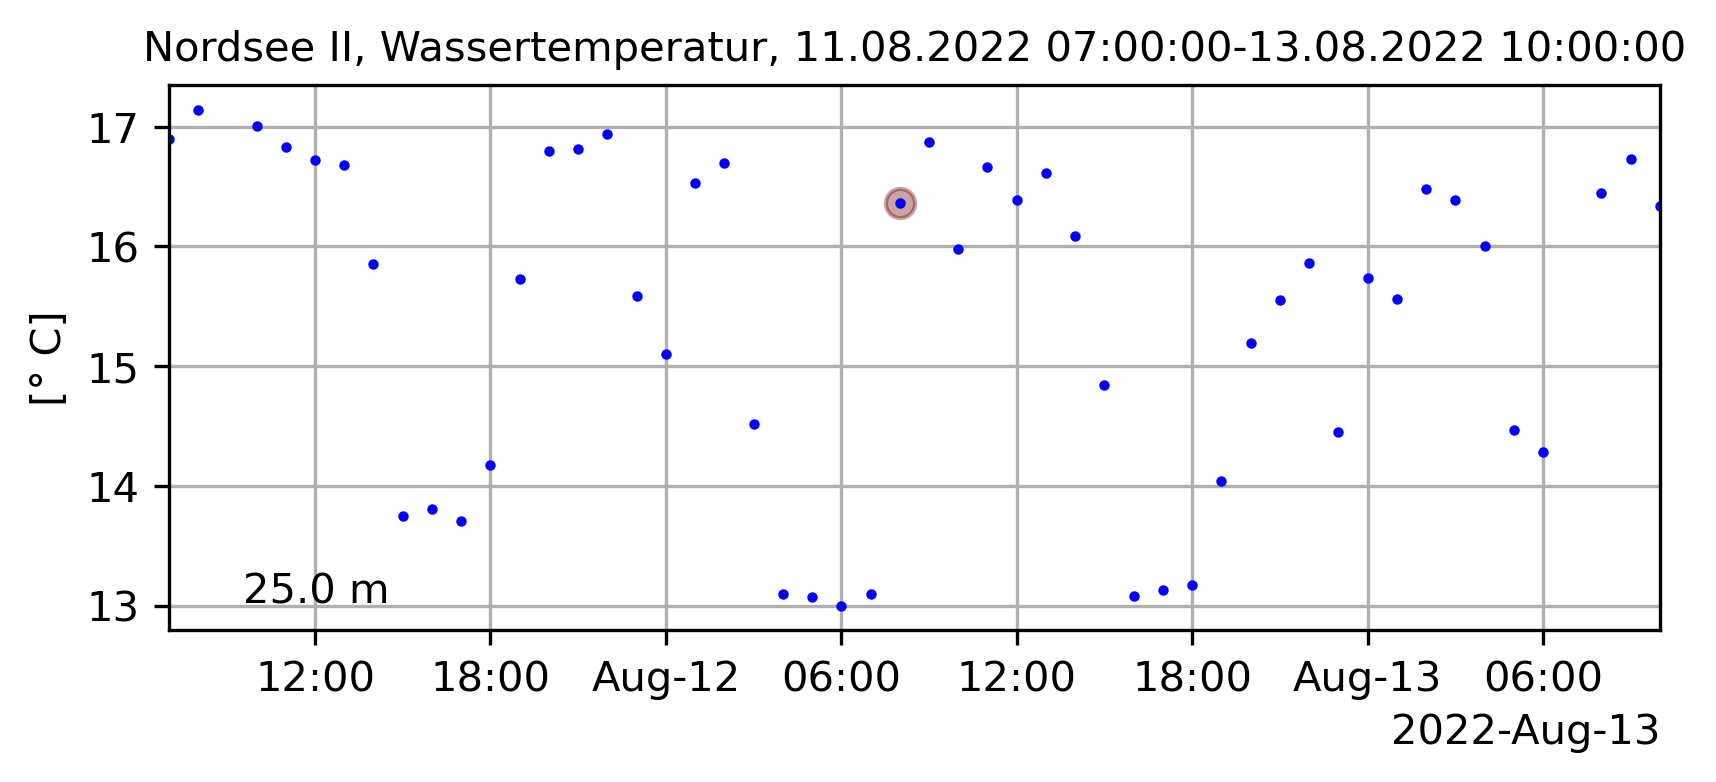 Nordsee II, Wassertemperatur, 11.08.2022 07:00:00-13.08.2022 10:00:00
17
16
15
14
13
[° C]
25.0 m
12:00 18:00 Aug-12 06:00 12:00 18:00 Aug-13 06:00
2022-Aug-13